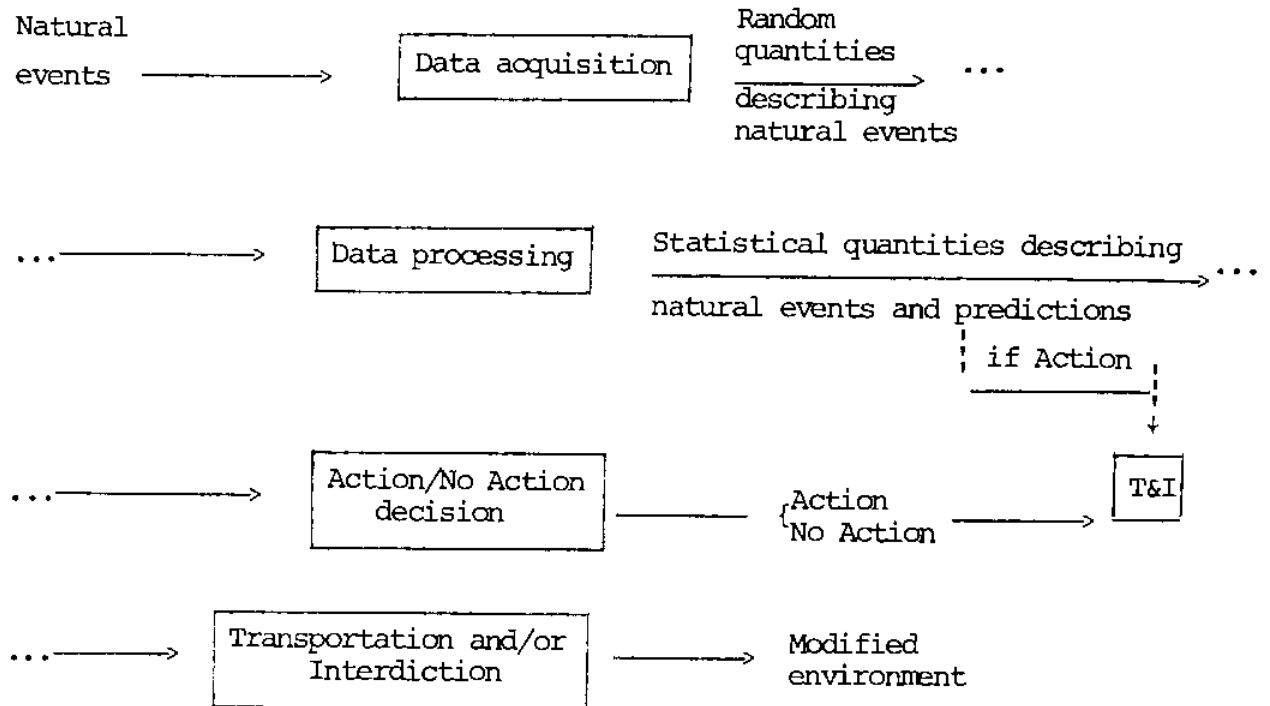 Natural
events
Data acquisition
Random
quantities
describing
natural events
...
...
Data processing
Statistical quantities describing
natural events and predictions
...
if Action
...
Action/No Action
decision
{Action
No Action
T&I
...
Transportation and/or
Interdiction
Modified
environment